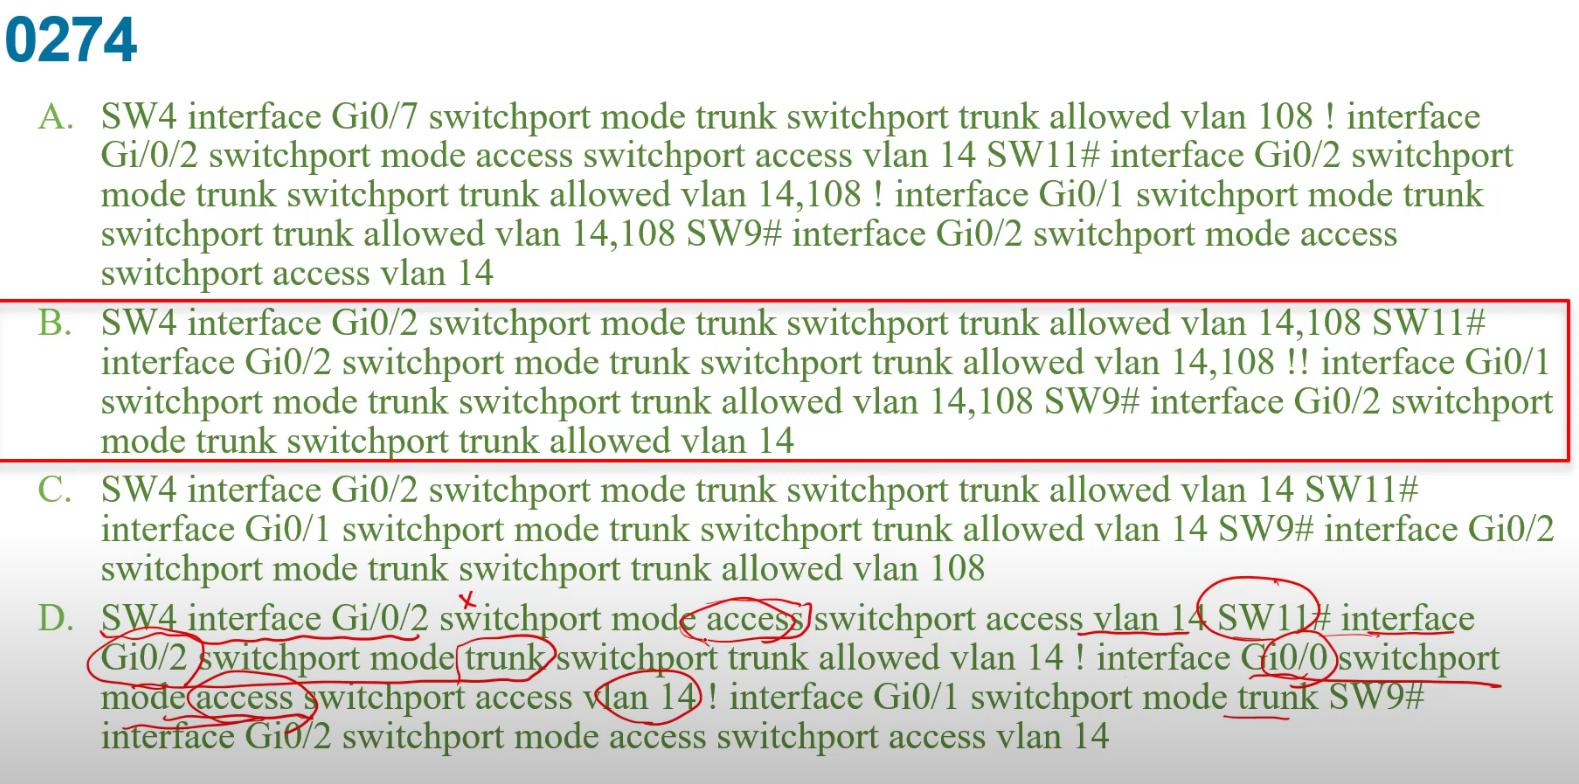 0274
A. SW4 interface Gi0/7 switchport mode trunk switchport trunk allowed vlan 108 ! interface
Gi/0/2 switchport mode access switchport access vlan 14 SW11# interface Gi0/2 switchport
mode trunk switchport trunk allowed vlan 14,108 ! interface Gi0/1 switchport mode trunk
switchport trunk allowed vlan 14,108 SW9# interface Gi0/2 switchport mode access
switchport access vlan 14
B. SW4 interface Gi0/2 switchport mode trunk switchport trunk allowed vlan 14,108 SW11#
interface Gi0/2 switchport mode trunk switchport trunk allowed vlan 14,108 !! interface Gi0/1
switchport mode trunk switchport trunk allowed vlan 14,108 SW9# interface Gi0/2 switchport
mode trunk switchport trunk allowed vlan 14
C. SW4 interface Gi0/2 switchport mode trunk switchport trunk allowed vlan 14 SW11#
interface Gi0/1 switchport mode trunk switchport trunk allowed vlan 14 SW9# interface Gi0/2
switchport mode trunk switchport trunk allowed vlan 108
D. SW4 interface Gi/0/2 switchport mode access switchport access vlan 14 SW11# interface
Gi0/2 switchport mode trunk switchport trunk allowed vlan 14 ! interface Gi0/0 switchport
mode access switchport access vlan 14 ! interface Gi0/1 switchport mode trunk SW9#
interface Gi0/2 switchport mode access switchport access vlan 14